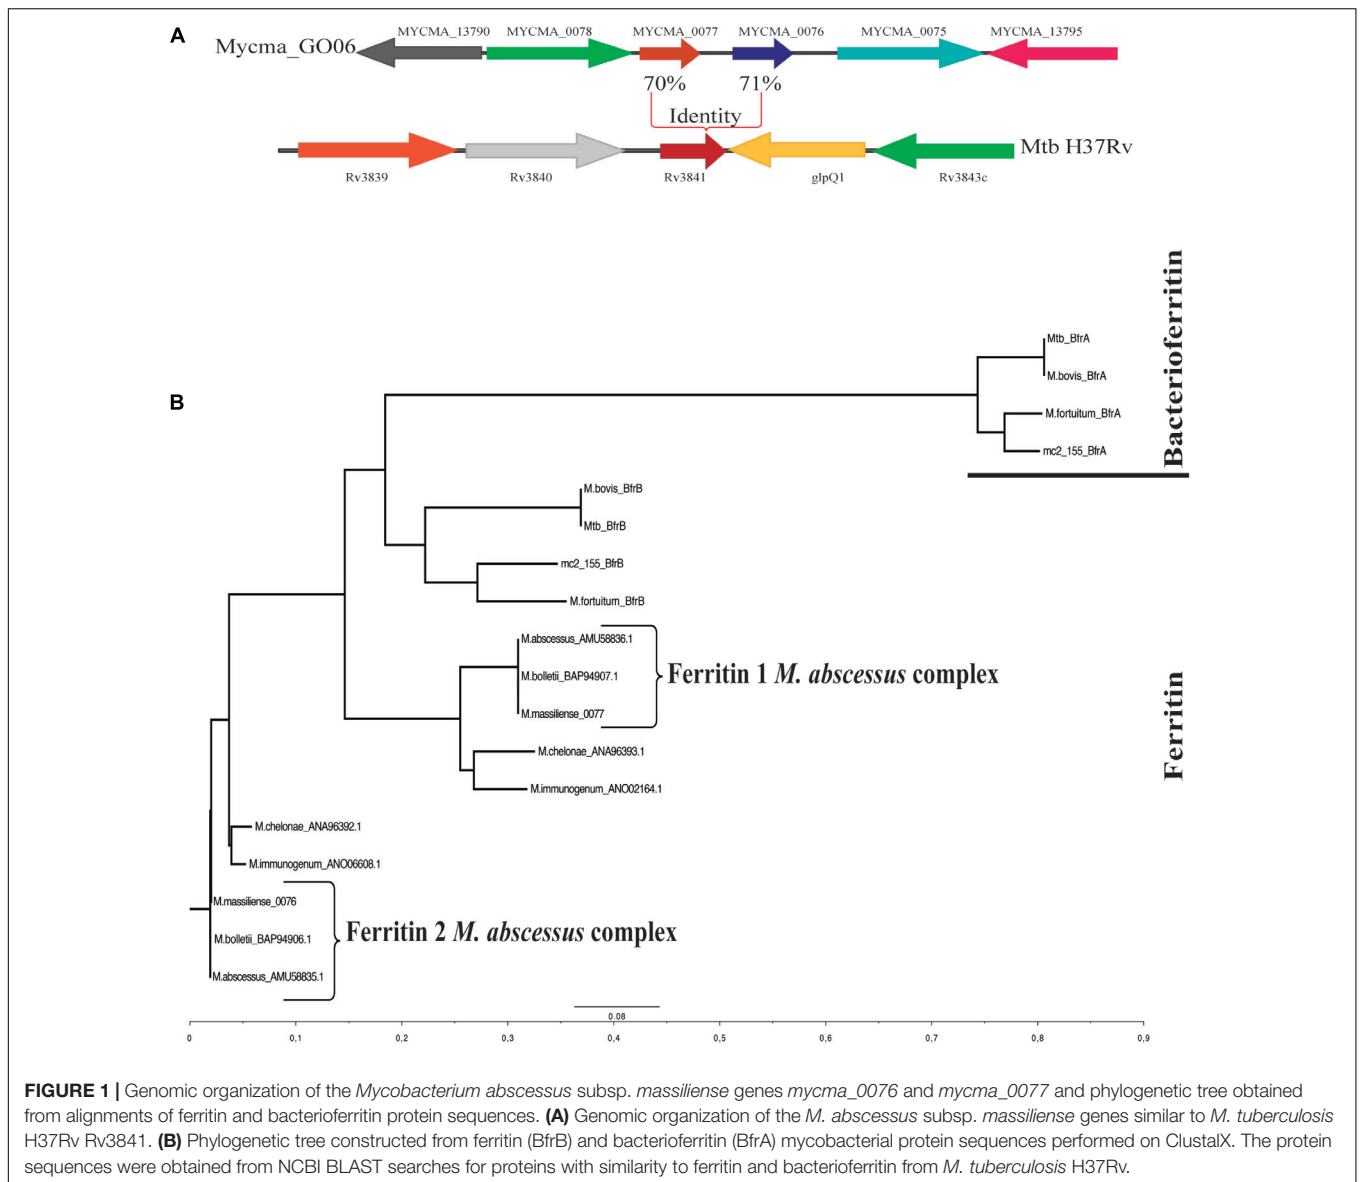 A
Mycma_GO06
MYCMA_13790
MYCMA_0078
MYCMA_0077
MYCMA_0076
MYCMA_0075
MYCMA_13795
70%
71%
Identity
Mtb H37Rv
Rv3839
Rv3840
Rv3841
glpQ1
Rv3843c
B
Mtb_BfrA
M.bovis_BfrA
M.fortuitum_BfrA
mc2_155_BfrA
Bacterioferritin
M.bovis_BfrB
Mtb_BfrB
mc2_155_BfrB
M.fortuitum_BfrB
M.abscessus_AMU58836.1
M.bolletii_BAP94907.1
M.massiliense_0077
Ferritin 1 M. abscessus complex
M.chelonae_ANA96393.1
M.immunogenum_ANO02164.1
Ferritin
M.chelonae_ANA96392.1
M.immunogenum_ANO06608.1
M.massiliense_0076
M.bolletii_BAP94906.1
M.abscessus_AMU58835.1
Ferritin 2 M. abscessus complex
0.08
0 0,1 0,2 0,3 0,4 0,5 0,6 0,7 0,8 0,9
FIGURE 1 | Genomic organization of the Mycobacterium abscessus subsp. massiliense genes mycma_0076 and mycma_0077 and phylogenetic tree obtained
from alignments of ferritin and bacterioferritin protein sequences. (A) Genomic organization of the M. abscessus subsp. massiliense genes similar to M. tuberculosis
H37Rv Rv3841. (B) Phylogenetic tree constructed from ferritin (BfrB) and bacterioferritin (BfrA) mycobacterial protein sequences performed on ClustalX. The protein
sequences were obtained from NCBI BLAST searches for proteins with similarity to ferritin and bacterioferritin from M. tuberculosis H37Rv.